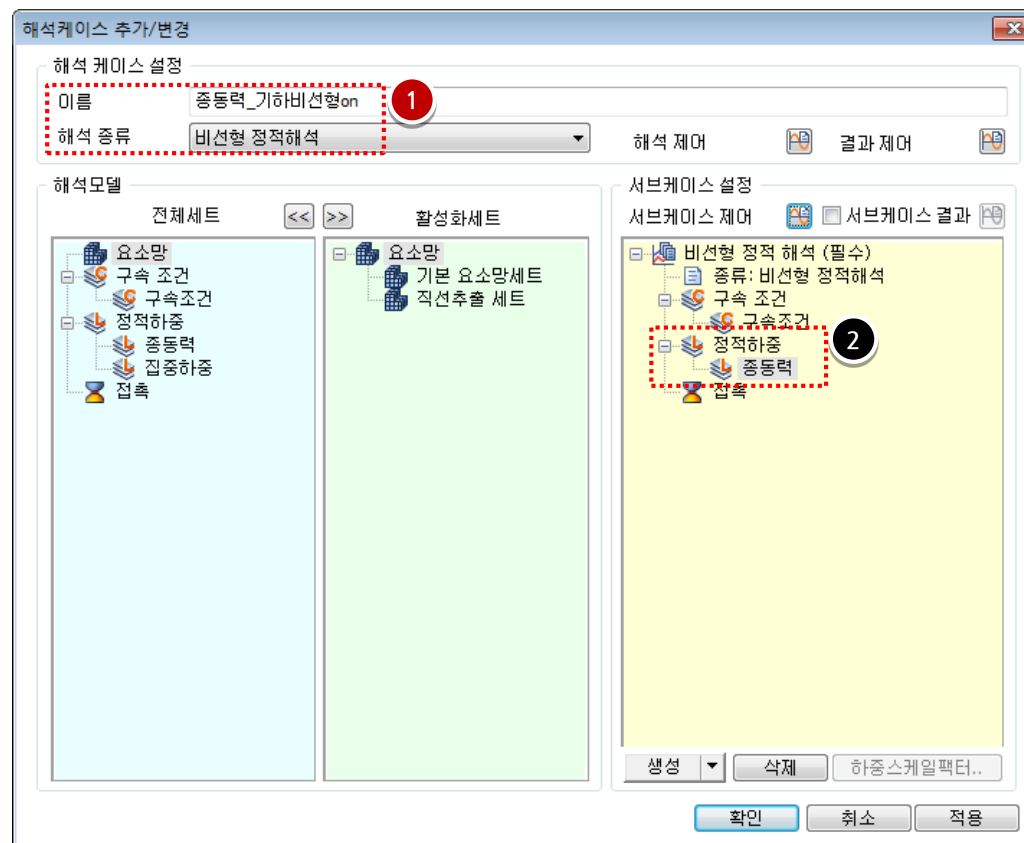 해석케이스 추가/변경
해석 케이스 설정
이름 종동력_기하비선형on 1
해석 종류 비선형 정적해석 해석 제어 결과 제어
해석모델
전체세트 << >> 활성화세트
요소망
구속 조건
구속조건
정적하중
종동력
집중하중
접촉
요소망
기본 요소망세트
직선추출 세트
서브케이스 설정
서브케이스 제어 서브케이스 결과
비선형 정적 해석 (필수)
종류: 비선형 정적해석
구속 조건
구속조건
정적하중 2
종동력
접촉
생성 삭제 하중스케일팩터..
확인 취소 적용